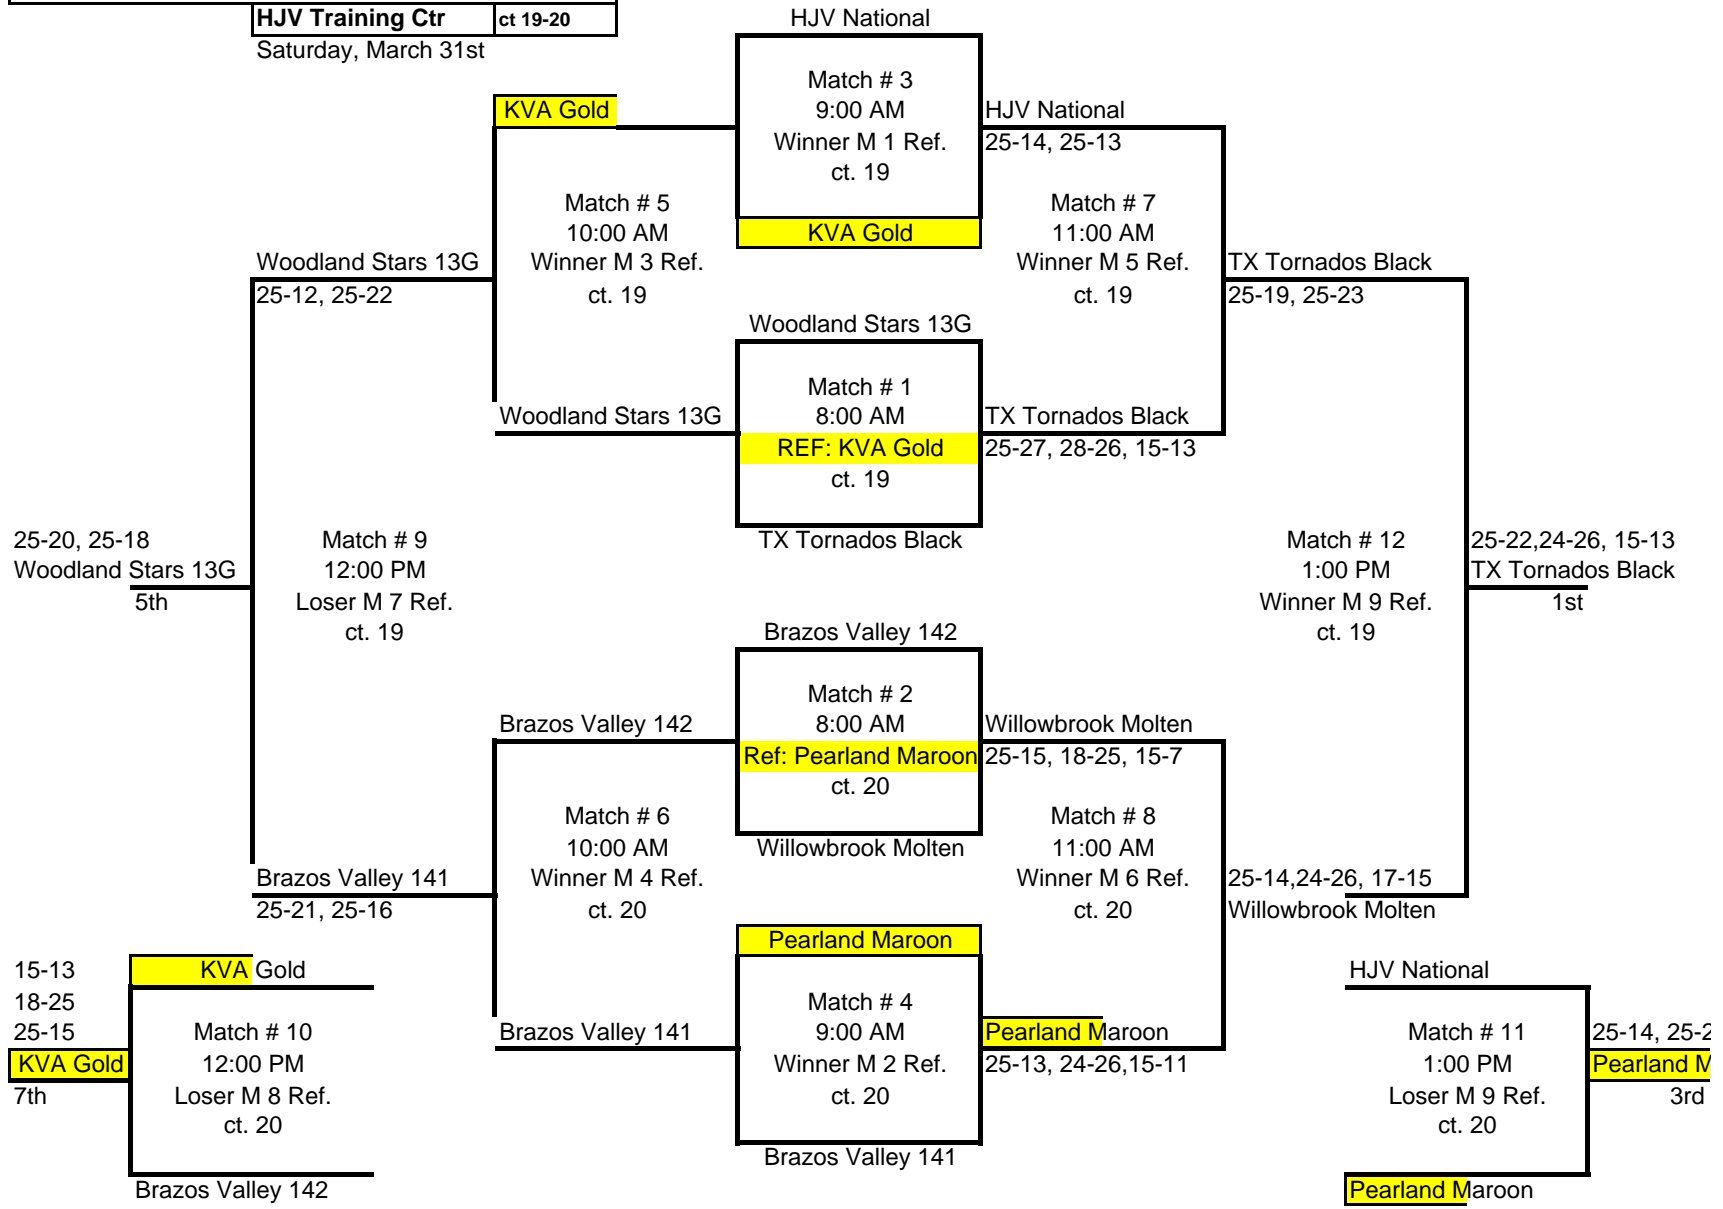 HJV Training Ctr ct 19-20
Saturday, March 31st
HJV National
Match # 3
9:00 AM
Winner M 1 Ref.
ct. 19
KVA Gold
KVA Gold
HJV National
25-14, 25-13
Match # 5
10:00 AM
Winner M 3 Ref.
ct. 19
Match # 7
11:00 AM
Winner M 5 Ref.
ct. 19
Woodland Stars 13G
25-12, 25-22
TX Tornados Black
25-19, 25-23
Woodland Stars 13G
Match # 1
8:00 AM
REF: KVA Gold
ct. 19
TX Tornados Black
Woodland Stars 13G
TX Tornados Black
25-27, 28-26, 15-13
25-20, 25-18
Woodland Stars 13G
5th
Match # 9
12:00 PM
Loser M 7 Ref.
ct. 19
Match # 12
1:00 PM
Winner M 9 Ref.
ct. 19
25-22,24-26, 15-13
TX Tornados Black
1st
Brazos Valley 142
Match # 2
8:00 AM
Ref: Pearland Maroon
ct. 20
Willowbrook Molten
Brazos Valley 142
Willowbrook Molten
25-15, 18-25, 15-7
Match # 6
10:00 AM
Winner M 4 Ref.
ct. 20
Match # 8
11:00 AM
Winner M 6 Ref.
ct. 20
Brazos Valley 141
25-21, 25-16
25-14,24-26, 17-15
Willowbrook Molten
Pearland Maroon
Match # 4
9:00 AM
Winner M 2 Ref.
ct. 20
Brazos Valley 141
Brazos Valley 141
Pearland Maroon
25-13, 24-26,15-11
15-13
18-25
25-15
KVA Gold
7th
KVA Gold
Match # 10
12:00 PM
Loser M 8 Ref.
ct. 20
Brazos Valley 142
HJV National
Match # 11
1:00 PM
Loser M 9 Ref.
ct. 20
Pearland Maroon
25-14, 25-2
Pearland M
3rd